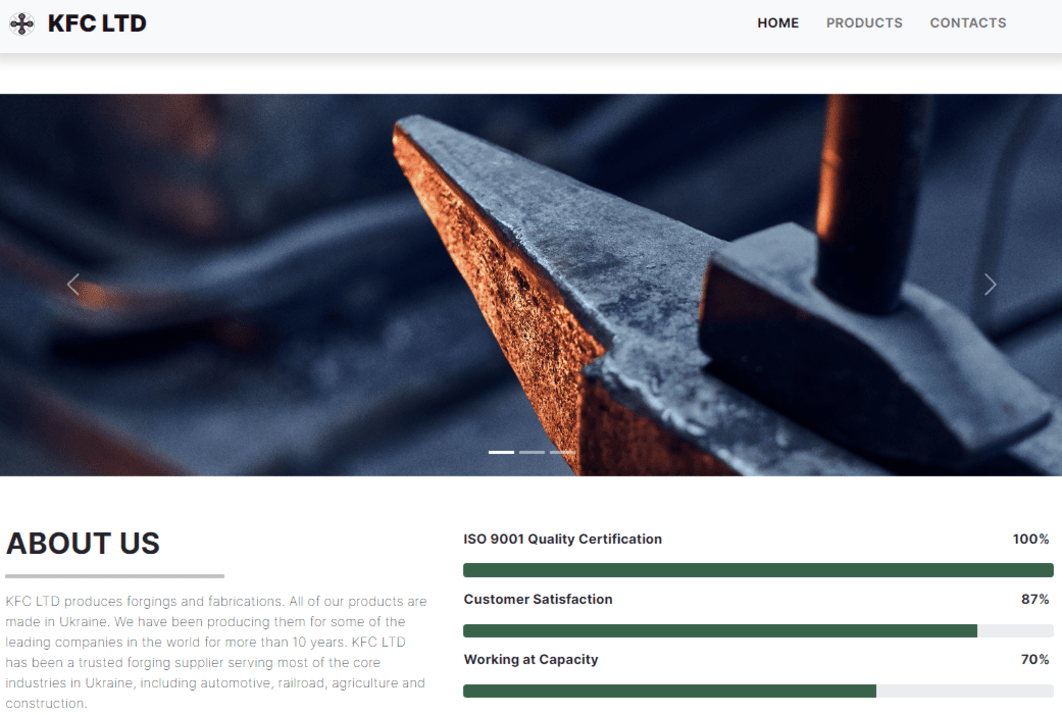 KFC LTD
HOME PRODUCTS CONTACTS
ABOUT US
KFC LTD produces forgings and fabrications. All of our products are
made in Ukraine. We have been producing them for some of the
leading companies in the world for more than 10 years. KFC LTD
has been a trusted forging supplier serving most of the core
industries in Ukraine, including automotive, railroad, agriculture and
construction.
ISO 9001 Quality Certification 100%
Customer Satisfaction 87%
Working at Capacity 70%